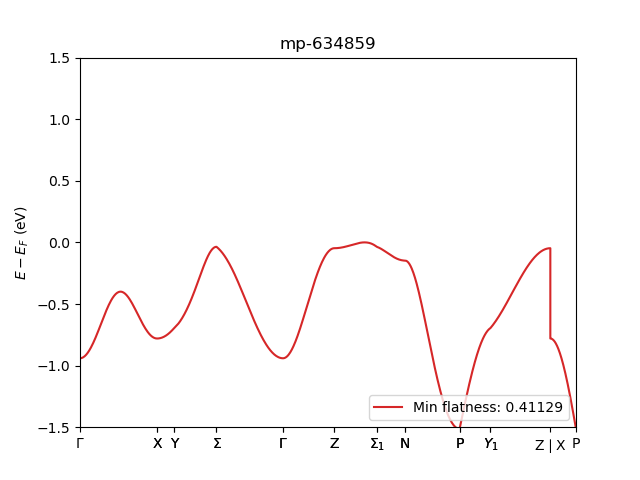 mp-634859
E − E_F (eV)
1.5
1.0
0.5
0.0
−0.5
−1.0
−1.5
Min flatness: 0.41129
Γ X Y Σ Γ Z Σ₁ N P Y₁ Z | X P